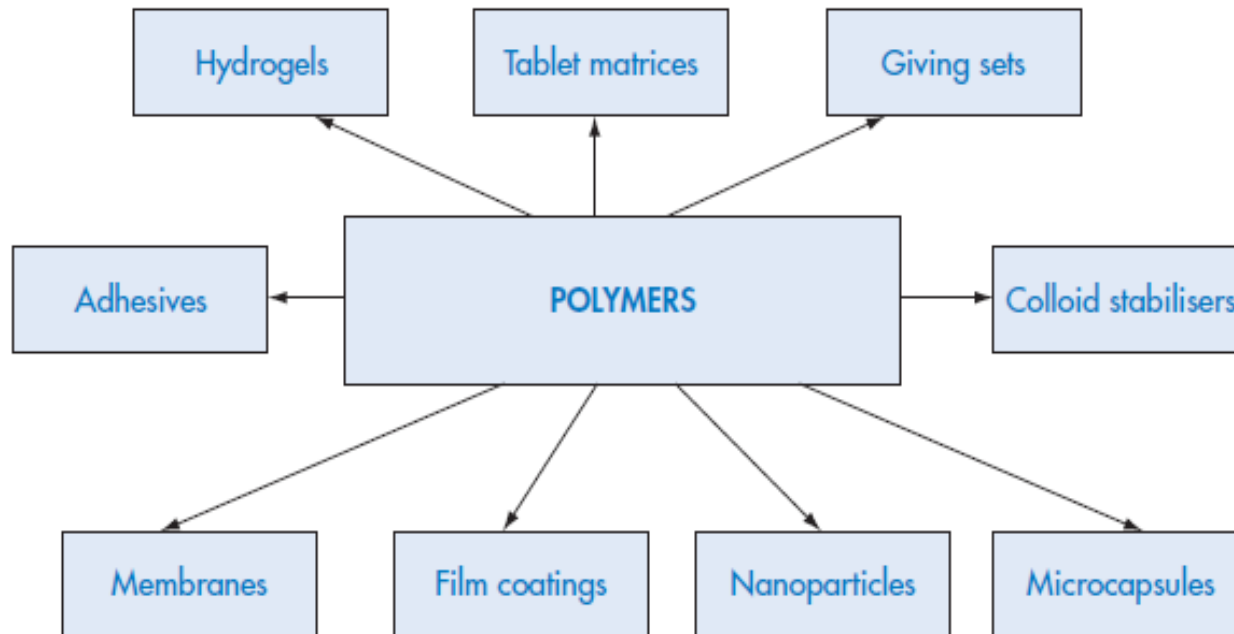 Hydrogels
Tablet matrices
Giving sets
Adhesives
POLYMERS
Colloid stabilisers
Membranes
Film coatings
Nanoparticles
Microcapsules